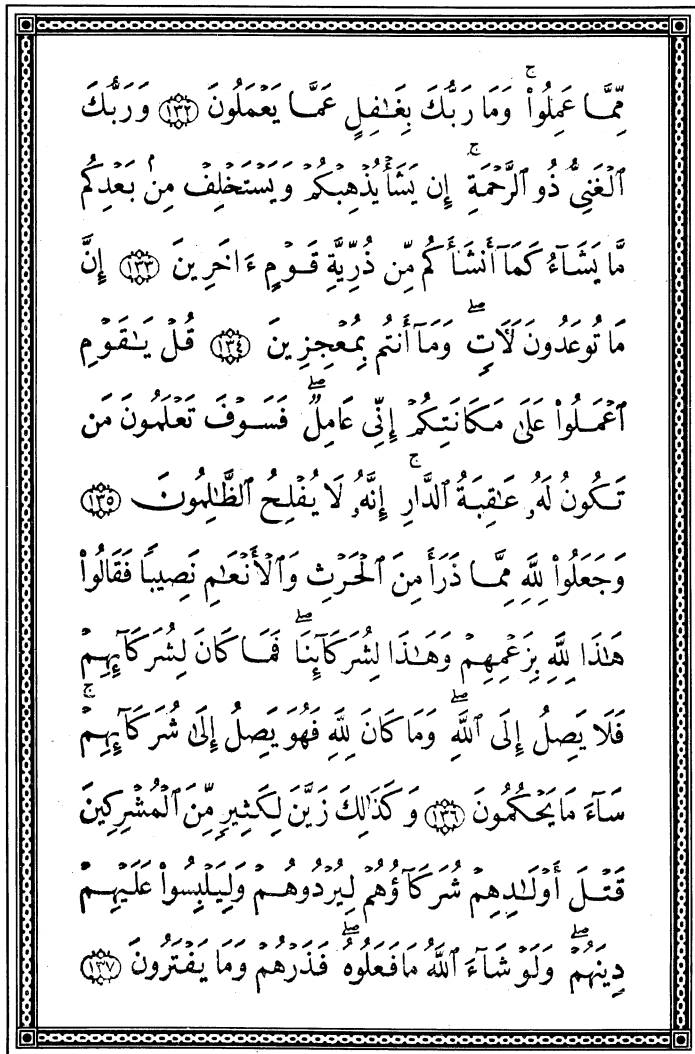 مِّمَّا عَمِلُوا۟ ۚ وَمَا رَبُّكَ بِغَـٰفِلٍ عَمَّا يَعْمَلُونَ ﴿١٣٢﴾ وَرَبُّكَ
ٱلْغَنِىُّ ذُو ٱلرَّحْمَةِ ۚ إِن يَشَأْ يُذْهِبْكُمْ وَيَسْتَخْلِفْ مِنۢ بَعْدِكُم
مَّا يَشَآءُ كَمَآ أَنشَأَكُم مِّن ذُرِّيَّةِ قَوْمٍ ءَاخَرِينَ ﴿١٣٣﴾ إِنَّ
مَا تُوعَدُونَ لَـَٔاتٍ ۖ وَمَآ أَنتُم بِمُعْجِزِينَ ﴿١٣٤﴾ قُلْ يَـٰقَوْمِ
ٱعْمَلُوا۟ عَلَىٰ مَكَانَتِكُمْ إِنِّى عَامِلٌ ۖ فَسَوْفَ تَعْلَمُونَ مَن
تَكُونُ لَهُۥ عَـٰقِبَةُ ٱلدَّارِ ۚ إِنَّهُۥ لَا يُفْلِحُ ٱلظَّـٰلِمُونَ ﴿١٣٥﴾
وَجَعَلُوا۟ لِلَّهِ مِمَّا ذَرَأَ مِنَ ٱلْحَرْثِ وَٱلْأَنْعَـٰمِ نَصِيبًا فَقَالُوا۟
هَـٰذَا لِلَّهِ بِزَعْمِهِمْ وَهَـٰذَا لِشُرَكَآئِنَا ۖ فَمَا كَانَ لِشُرَكَآئِهِمْ
فَلَا يَصِلُ إِلَى ٱللَّهِ ۖ وَمَا كَانَ لِلَّهِ فَهُوَ يَصِلُ إِلَىٰ شُرَكَآئِهِمْ ۗ
سَآءَ مَا يَحْكُمُونَ ﴿١٣٦﴾ وَكَذَٰلِكَ زَيَّنَ لِكَثِيرٍ مِّنَ ٱلْمُشْرِكِينَ
قَتْلَ أَوْلَـٰدِهِمْ شُرَكَآؤُهُمْ لِيُرْدُوهُمْ وَلِيَلْبِسُوا۟ عَلَيْهِمْ
دِينَهُمْ ۖ وَلَوْ شَآءَ ٱللَّهُ مَا فَعَلُوهُ ۖ فَذَرْهُمْ وَمَا يَفْتَرُونَ ﴿١٣٧﴾